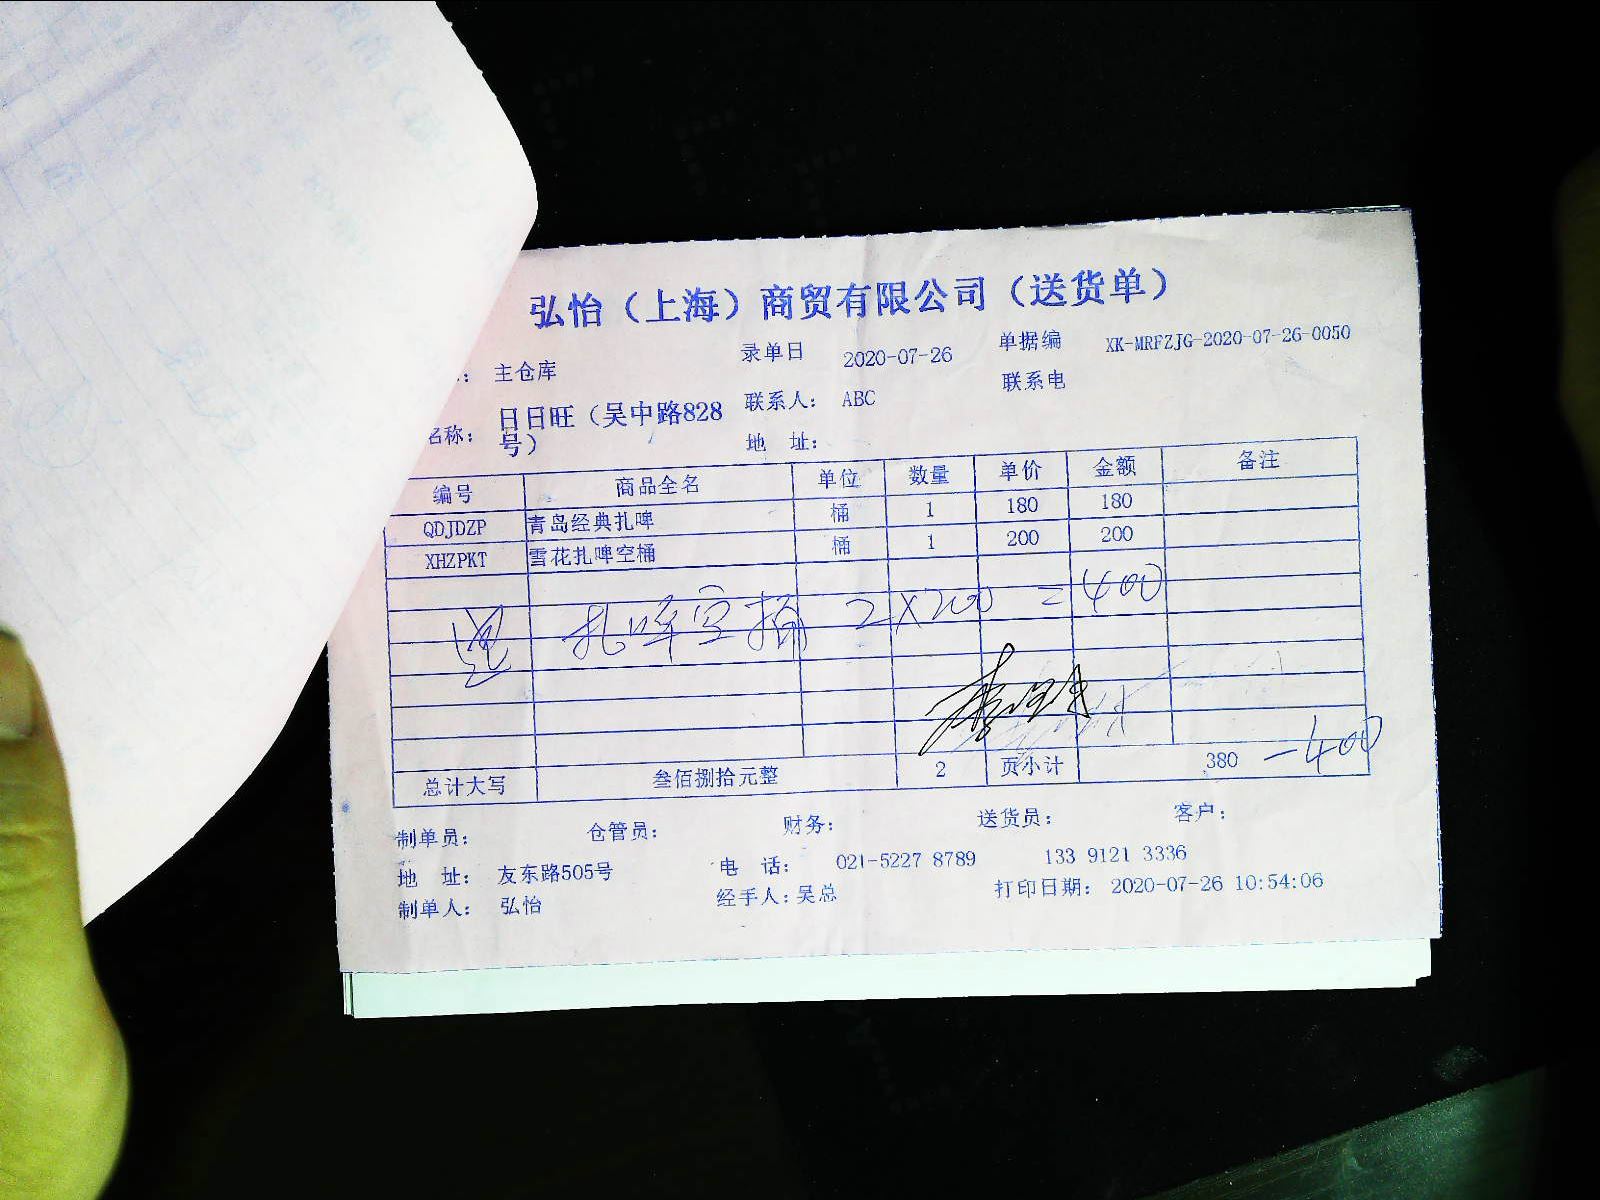 弘怡（上海）商贸有限公司（送货单）
：主仓库 录单日 2020-07-26 单据编 XK-MRFZJG-2020-07-26-0050
名称：日日旺（吴中路828号） 联系人：ABC 联系电
地 址：
编号 商品全名 单位 数量 单价 金额 备注
QDJDZP 青岛经典扎啤 桶 1 180 180
XHZPKT 雪花扎啤空桶 桶 1 200 200
退 扎啤空桶 2×200 = 400
总计大写 叁佰捌拾元整 2 页小计 380 -400
制单员： 仓管员： 财务： 送货员： 客户：
地 址： 友东路505号 电 话： 021-5227 8789 133 9121 3336
制单人： 弘怡 经手人：吴总 打印日期： 2020-07-26 10:54:06